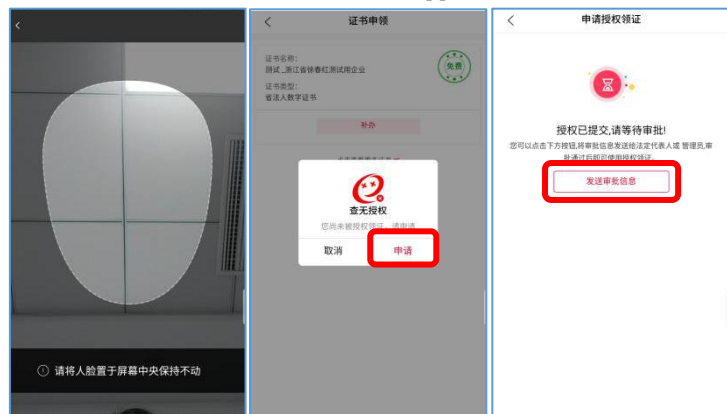 请将人脸置于屏幕中央保持不动
证书申领
证书名称:
测试_浙江省徐春红测试用企业
证书类型:
省法人数字证书
免费
补办
查无授权
您尚未被授权领证，请申请
取消
申请
申请授权领证
授权已提交,请等待审批!
您可以点击下方按钮,将审批信息发送给法定代表人或 管理员,审
批通过后即可使用授权领证。
发送审批信息